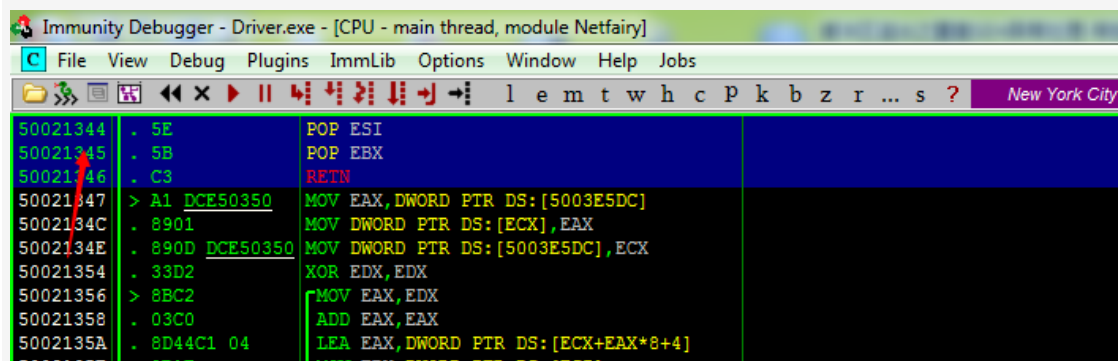 Immunity Debugger - Driver.exe - [CPU - main thread, module Netfairy]
C File View Debug Plugins ImmLib Options Window Help Jobs
l e m t w h c P k b z r ... s ? New York City
50021344 . 5E POP ESI
50021345 . 5B POP EBX
50021346 . C3 RETN
50021347 > A1 DCE50350 MOV EAX,DWORD PTR DS:[5003E5DC]
5002134C . 8901 MOV DWORD PTR DS:[ECX],EAX
5002134E . 890D DCE50350 MOV DWORD PTR DS:[5003E5DC],ECX
50021354 . 33D2 XOR EDX,EDX
50021356 > 8BC2 MOV EAX,EDX
50021358 . 03C0 ADD EAX,EAX
5002135A . 8D44C1 04 LEA EAX,DWORD PTR DS:[ECX+EAX*8+4]